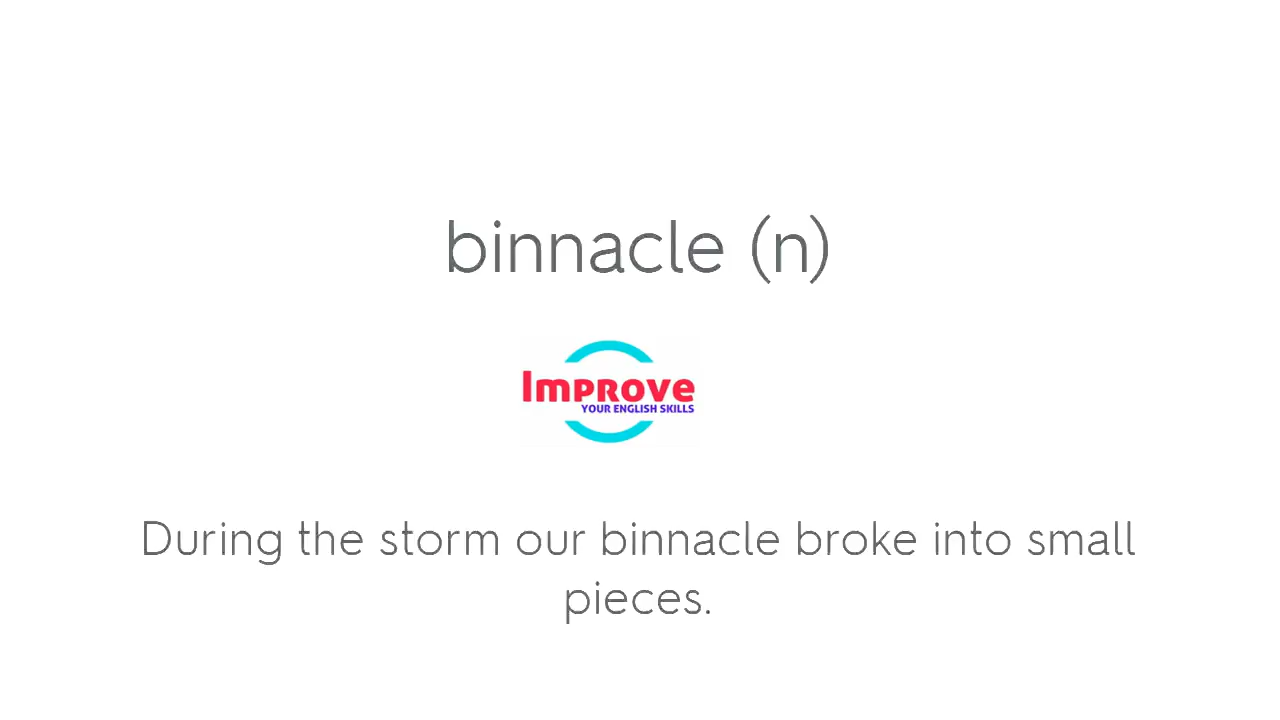 binnacle (n)
Improve
YOUR ENGLISH SKILLS
During the storm our binnacle broke into small
pieces.